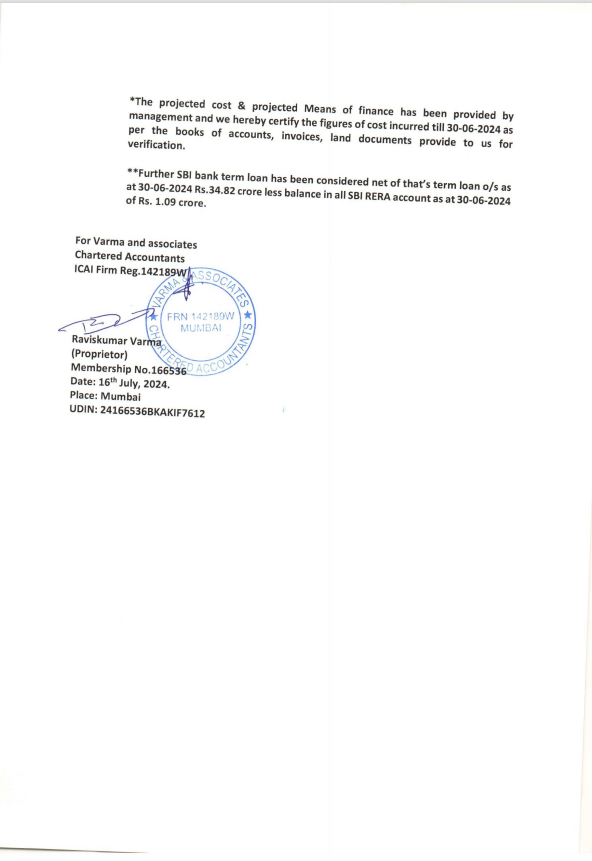 *The projected cost & projected Means of finance has been provided by
management and we hereby certify the figures of cost incurred till 30-06-2024 as
per the books of accounts, invoices, land documents provide to us for
verification.
**Further SBI bank term loan has been considered net of that's term loan o/s as
at 30-06-2024 Rs.34.82 crore less balance in all SBI RERA account as at 30-06-2024
of Rs. 1.09 crore.
For Varma and associates
Chartered Accountants
ICAI Firm Reg.142189W
VARMA & ASSOCIATES
FRN 142189W
MUMBAI
CHARTERED ACCOUNTANTS
Raviskumar Varma
(Proprietor)
Membership No.166536
Date: 16th July, 2024.
Place: Mumbai
UDIN: 24166536BKAKIF7612